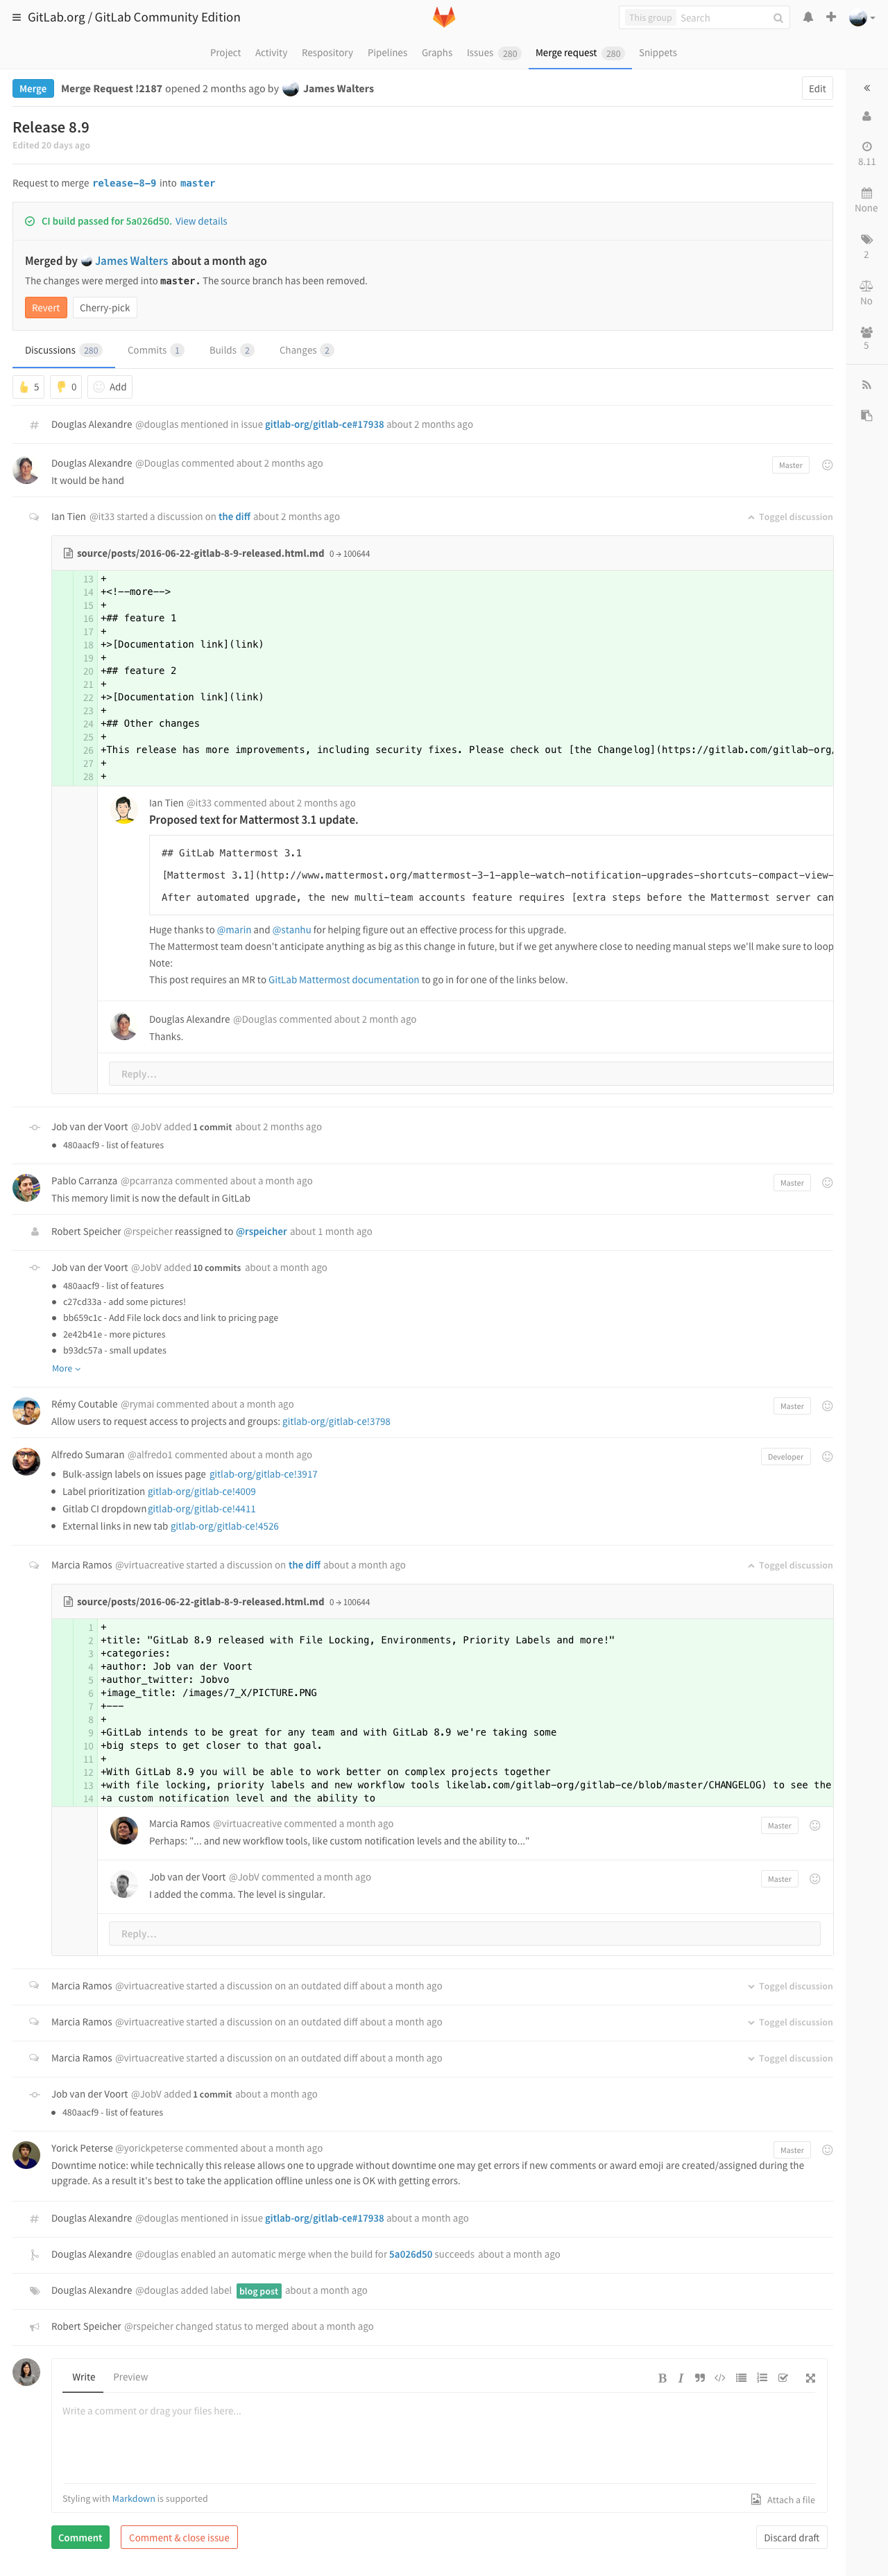 GitLab.org / GitLab Community Edition
This group Search
Project Activity Respository Pipelines Graphs Issues 280 Merge request 280 Snippets
Merge Merge Request !2187 opened 2 months ago by James Walters Edit
Release 8.9
Edited 20 days ago
8.11
None
2
No
5
Request to merge release-8-9 into master
CI build passed for 5a026d50. View details
Merged by James Walters about a month ago
The changes were merged into master. The source branch has been removed.
Revert Cherry-pick
Discussions 280 Commits 1 Builds 2 Changes 2
5 0 Add
Douglas Alexandre @douglas mentioned in issue gitlab-org/gitlab-ce#17938 about 2 months ago
Douglas Alexandre @Douglas commented about 2 months ago Master
It would be hand
Ian Tien @it33 started a discussion on the diff about 2 months ago Toggel discussion
source/posts/2016-06-22-gitlab-8-9-released.html.md 0 → 100644
13 +
14 +<!--more-->
15 +
16 +## feature 1
17 +
18 +>[Documentation link](link)
19 +
20 +## feature 2
21 +
22 +>[Documentation link](link)
23 +
24 +## Other changes
25 +
26 +This release has more improvements, including security fixes. Please check out [the Changelog](https://gitlab.com/gitlab-org/
27 +
28 +
Ian Tien @it33 commented about 2 months ago
Proposed text for Mattermost 3.1 update.
## GitLab Mattermost 3.1
[Mattermost 3.1](http://www.mattermost.org/mattermost-3-1-apple-watch-notification-upgrades-shortcuts-compact-view-
After automated upgrade, the new multi-team accounts feature requires [extra steps before the Mattermost server can
Huge thanks to @marin and @stanhu for helping figure out an effective process for this upgrade.
The Mattermost team doesn't anticipate anything as big as this change in future, but if we get anywhere close to needing manual steps we'll make sure to loop
Note:
This post requires an MR to GitLab Mattermost documentation to go in for one of the links below.
Douglas Alexandre @Douglas commented about 2 month ago
Thanks.
Reply...
Job van der Voort @JobV added 1 commit about 2 months ago
480aacf9 - list of features
Pablo Carranza @pcarranza commented about a month ago Master
This memory limit is now the default in GitLab
Robert Speicher @rspeicher reassigned to @rspeicher about 1 month ago
Job van der Voort @JobV added 10 commits about a month ago
480aacf9 - list of features
c27cd33a - add some pictures!
bb659c1c - Add File lock docs and link to pricing page
2e42b41e - more pictures
b93dc57a - small updates
More
Rémy Coutable @rymai commented about a month ago Master
Allow users to request access to projects and groups: gitlab-org/gitlab-ce!3798
Alfredo Sumaran @alfredo1 commented about a month ago Developer
Bulk-assign labels on issues page gitlab-org/gitlab-ce!3917
Label prioritization gitlab-org/gitlab-ce!4009
Gitlab CI dropdown gitlab-org/gitlab-ce!4411
External links in new tab gitlab-org/gitlab-ce!4526
Marcia Ramos @virtuacreative started a discussion on the diff about a month ago Toggel discussion
source/posts/2016-06-22-gitlab-8-9-released.html.md 0 → 100644
1 +
2 +title: "GitLab 8.9 released with File Locking, Environments, Priority Labels and more!"
3 +categories:
4 +author: Job van der Voort
5 +author_twitter: Jobvo
6 +image_title: /images/7_X/PICTURE.PNG
7 +---
8 +
9 +GitLab intends to be great for any team and with GitLab 8.9 we're taking some
10 +big steps to get closer to that goal.
11 +
12 +With GitLab 8.9 you will be able to work better on complex projects together
13 +with file locking, priority labels and new workflow tools likelab.com/gitlab-org/gitlab-ce/blob/master/CHANGELOG) to see the
14 +a custom notification level and the ability to
Marcia Ramos @virtuacreative commented a month ago Master
Perhaps: "... and new workflow tools, like custom notification levels and the ability to..."
Job van der Voort @JobV commented a month ago Master
I added the comma. The level is singular.
Reply...
Marcia Ramos @virtuacreative started a discussion on an outdated diff about a month ago Toggel discussion
Marcia Ramos @virtuacreative started a discussion on an outdated diff about a month ago Toggel discussion
Marcia Ramos @virtuacreative started a discussion on an outdated diff about a month ago Toggel discussion
Job van der Voort @JobV added 1 commit about a month ago
480aacf9 - list of features
Yorick Peterse @yorickpeterse commented about a month ago Master
Downtime notice: while technically this release allows one to upgrade without downtime one may get errors if new comments or award emoji are created/assigned during the
upgrade. As a result it's best to take the application offline unless one is OK with getting errors.
Douglas Alexandre @douglas mentioned in issue gitlab-org/gitlab-ce#17938 about a month ago
Douglas Alexandre @douglas enabled an automatic merge when the build for 5a026d50 succeeds about a month ago
Douglas Alexandre @douglas added label blog post about a month ago
Robert Speicher @rspeicher changed status to merged about a month ago
Write Preview B I
Write a comment or drag your files here...
Styling with Markdown is supported Attach a file
Comment Comment & close issue Discard draft